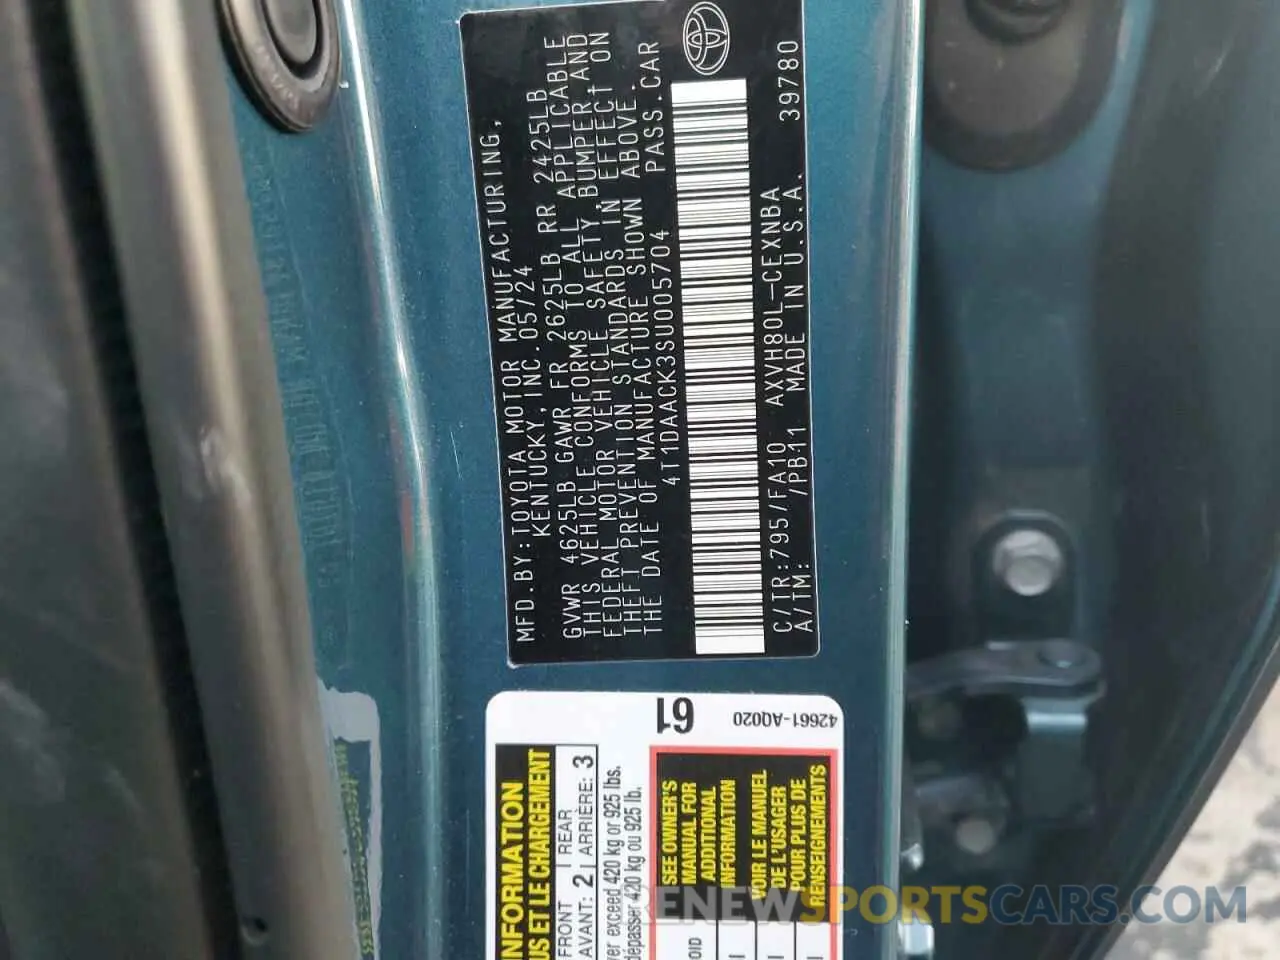 MFD.BY:TOYOTA MOTOR MANUFACTURING,
KENTUCKY,INC. 05/24
GVWR 4625LB GAWR FR 2625LB RR 2425LB
THIS VEHICLE CONFORMS TO ALL APPLICABLE
FEDERAL MOTOR VEHICLE SAFETY, BUMPER, AND
THEFT PREVENTION STANDARDS IN EFFECT ON
THE DATE OF MANUFACTURE SHOWN ABOVE.
4T1DAACK3SU005704 PASS.CAR
C/TR:795/FA10 AXVH80L-CEXNBA 39780
A/TM: /PB11 MADE IN U.S.A.
61
42661-AQ020
INFORMATION
US ET LE CHARGEMENT
FRONT | REAR
AVANT: 2 | ARRIÈRE: 3
ver exceed 420 kg or 925 lbs.
dépasser 420 kg ou 925 lb.
SEE OWNER'S
MANUAL FOR
ADDITIONAL
INFORMATION
VOIR LE MANUEL
DE L'USAGER
POUR PLUS DE
RENSEIGNEMENTS
OID
RENEWSPORTSCARS.COM